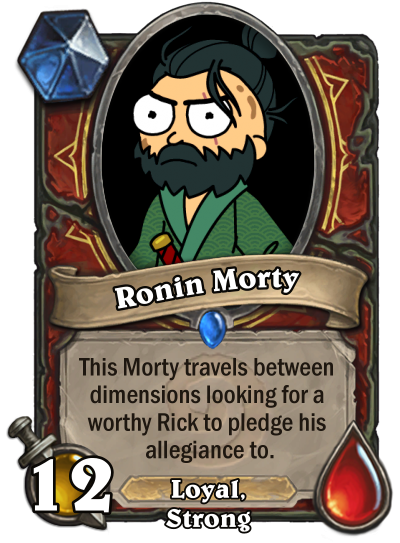 Ronin Morty
This Morty travels between
dimensions looking for a
worthy Rick to pledge his
allegiance to.
12
Loyal,
Strong